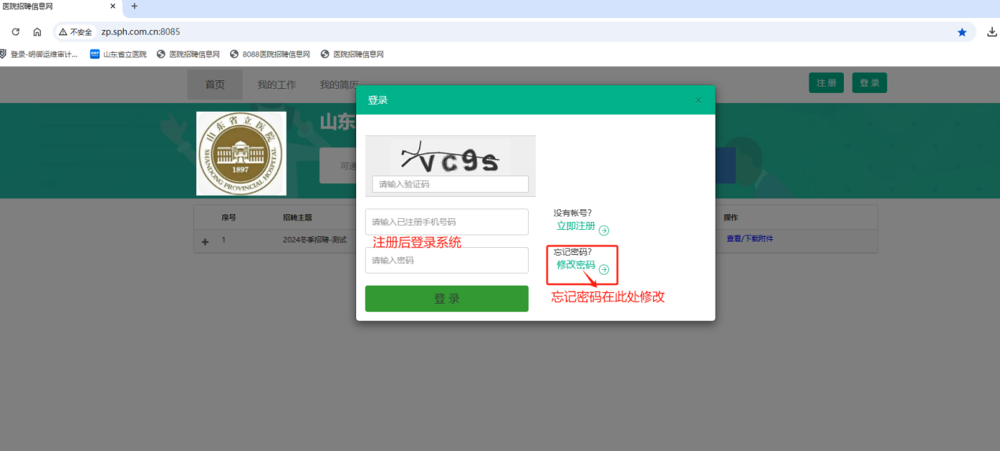 医院招聘信息网
不安全 zp.sph.com.cn:8085
登录-明御运维审计... 山东省立医院 医院招聘信息网 8088医院招聘信息网 医院招聘信息网
首页 我的工作 我的简历 注 册 登 录
登录
山东
山东省立医院
SHANDONG PROVINCIAL HOSPITAL
1897
可通
vc9s
请输入验证码
请输入已注册手机号码
没有帐号?
立即注册
注册后登录系统
请输入密码
忘记密码?
修改密码
忘记密码在此处修改
登 录
序号 招聘主题 操作
1 2024冬季招聘-测试 查看/下载附件